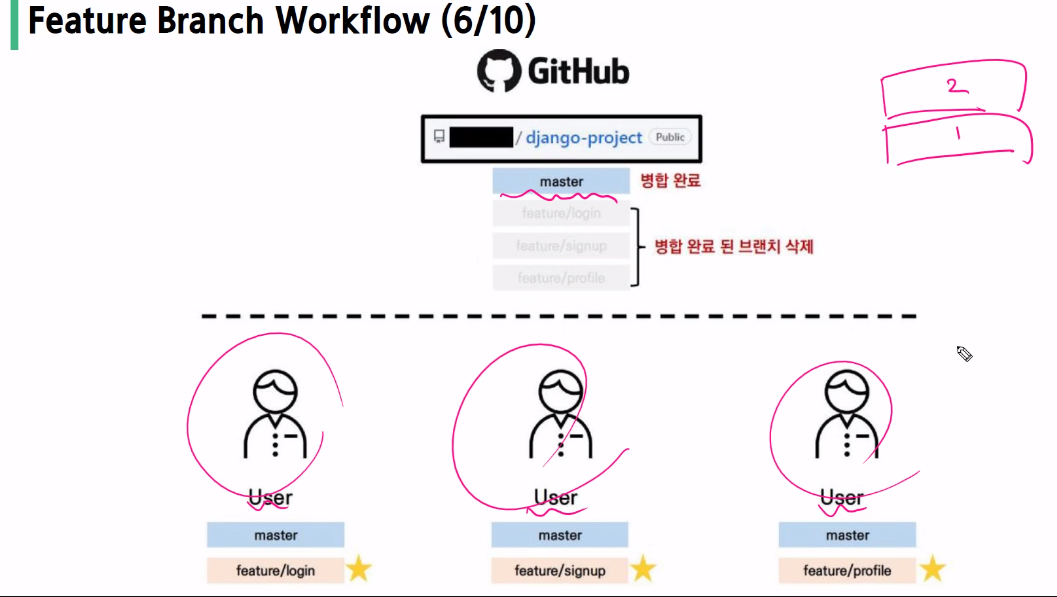 Feature Branch Workflow (6/10)
GitHub
2
1
/ django-project Public
master 병합 완료
feature/login
feature/signup 병합 완료 된 브랜치 삭제
feature/profile
User User User
master master master
feature/login feature/signup feature/profile